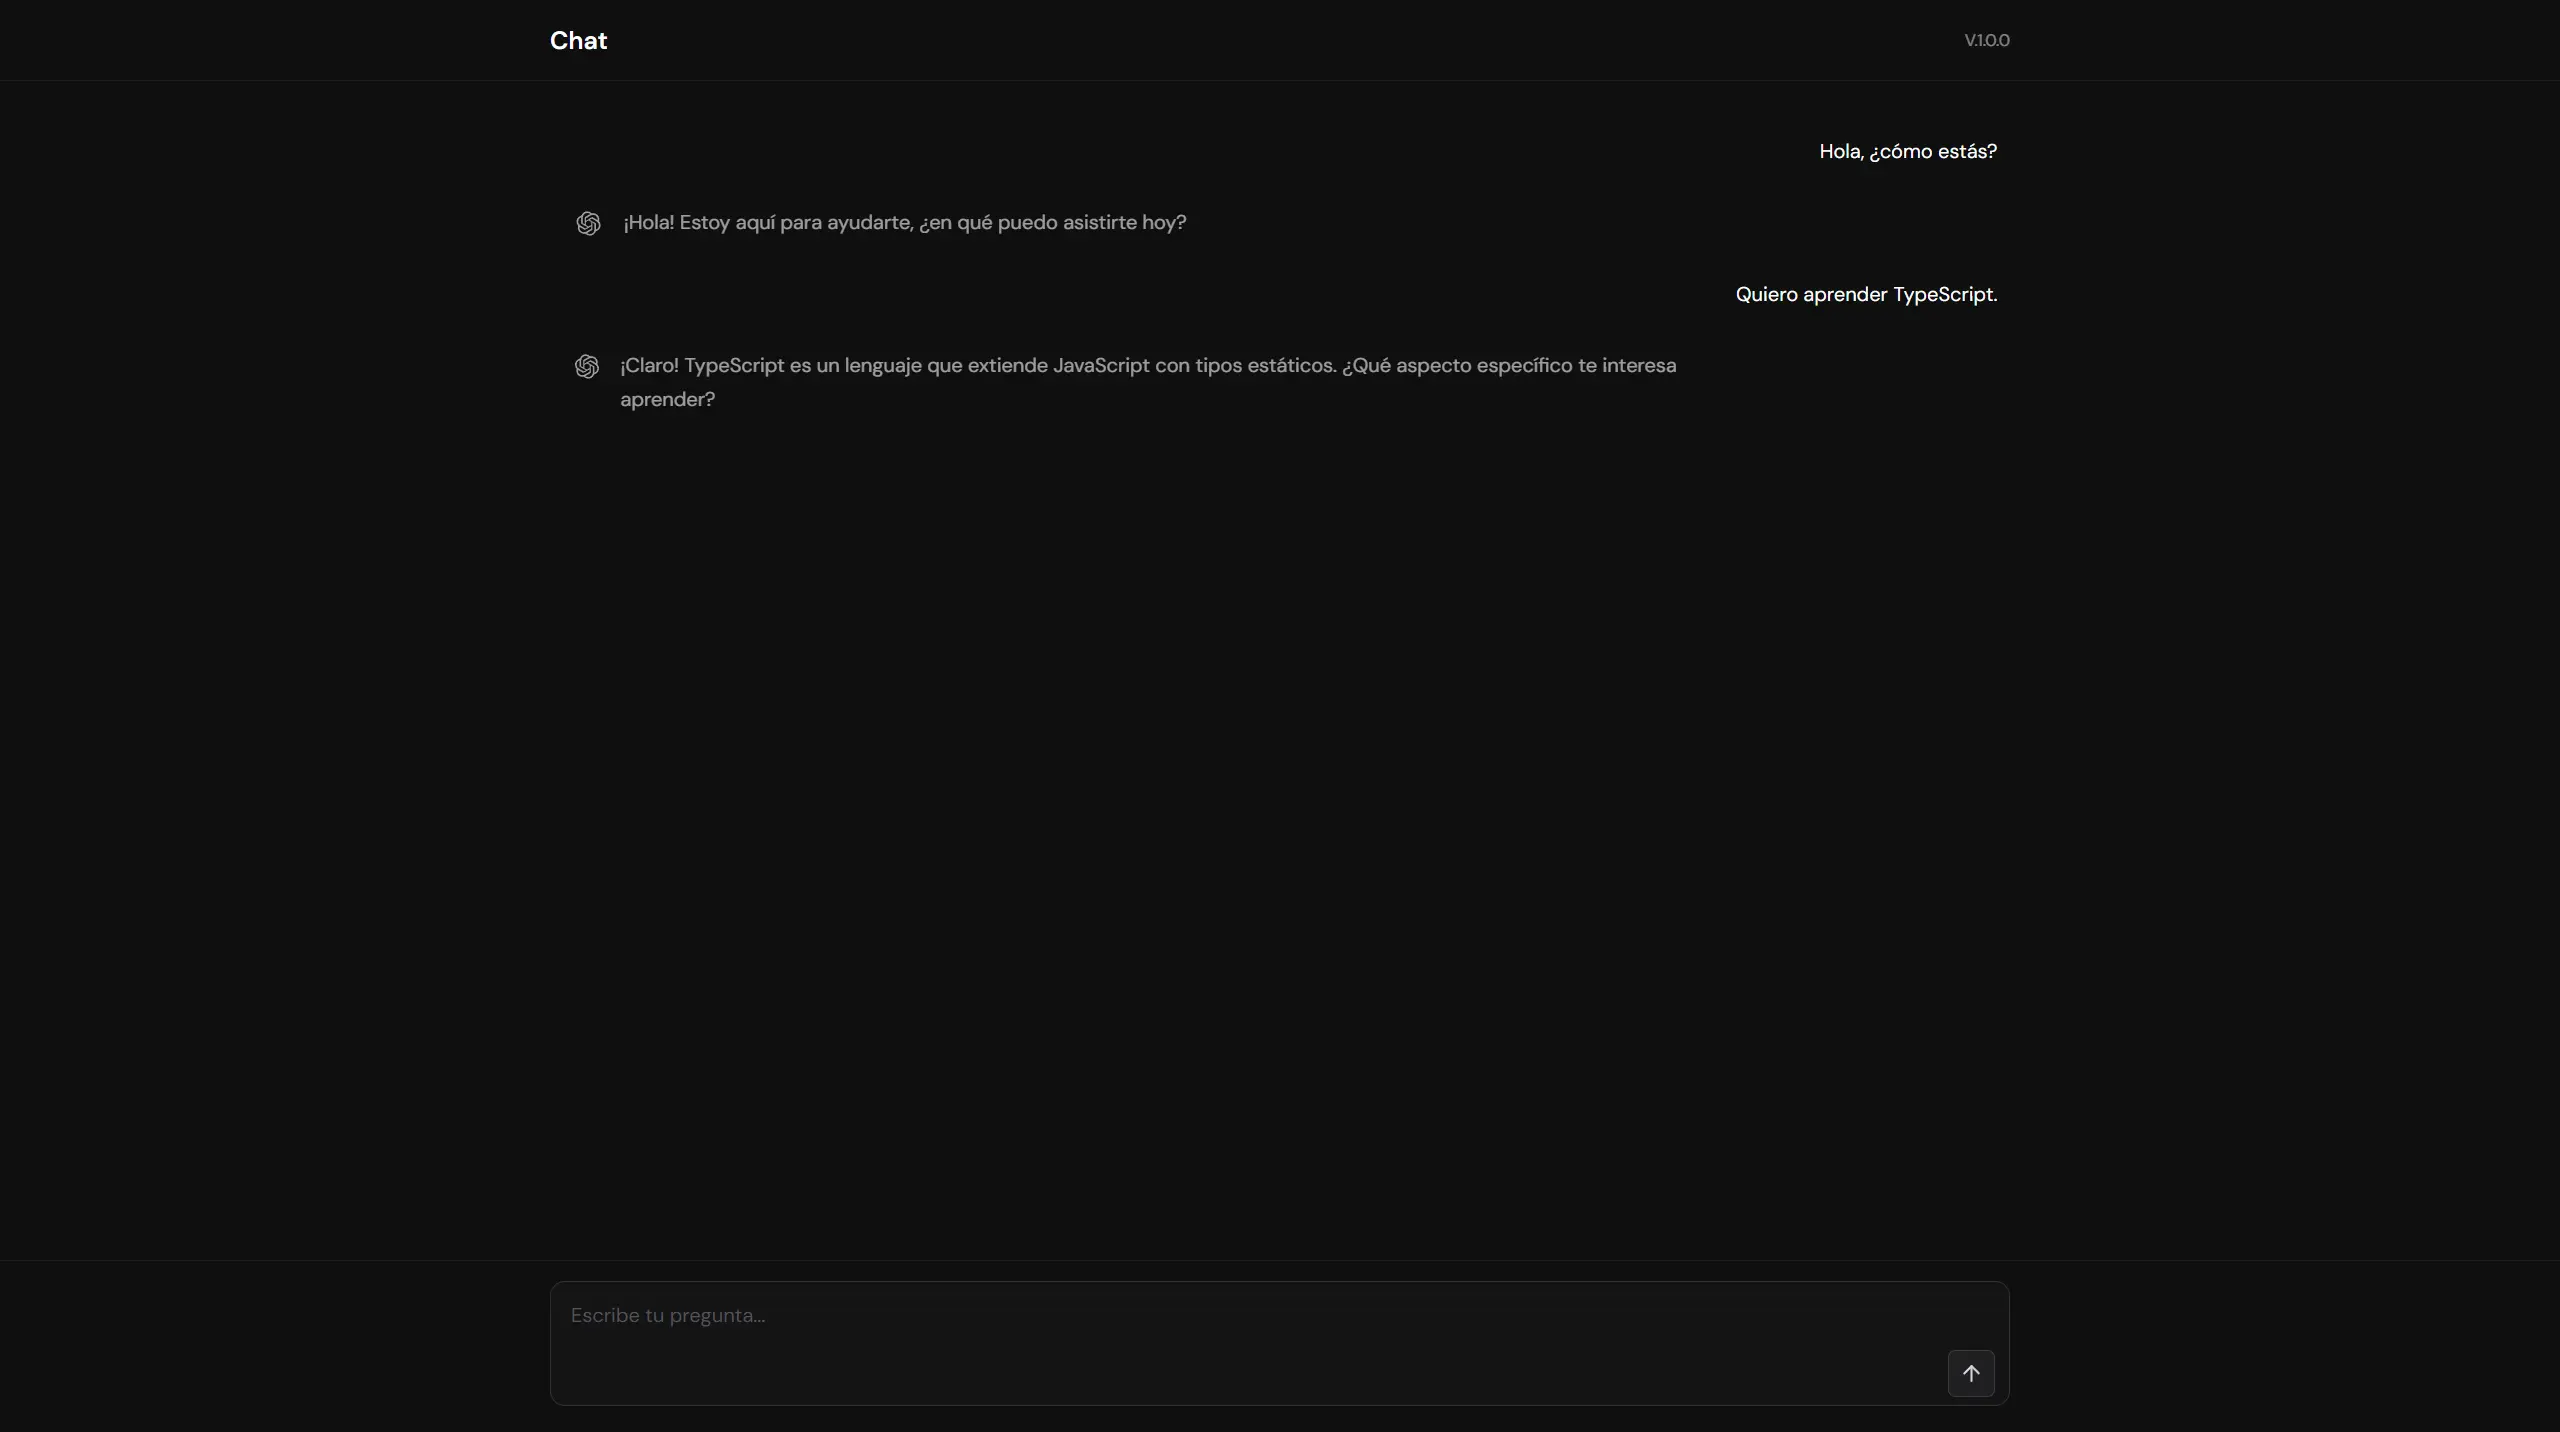 Chat
V.1.0.0
Hola, ¿cómo estás?
¡Hola! Estoy aquí para ayudarte, ¿en qué puedo asistirte hoy?
Quiero aprender TypeScript.
¡Claro! TypeScript es un lenguaje que extiende JavaScript con tipos estáticos. ¿Qué aspecto específico te interesa
aprender?
Escribe tu pregunta...